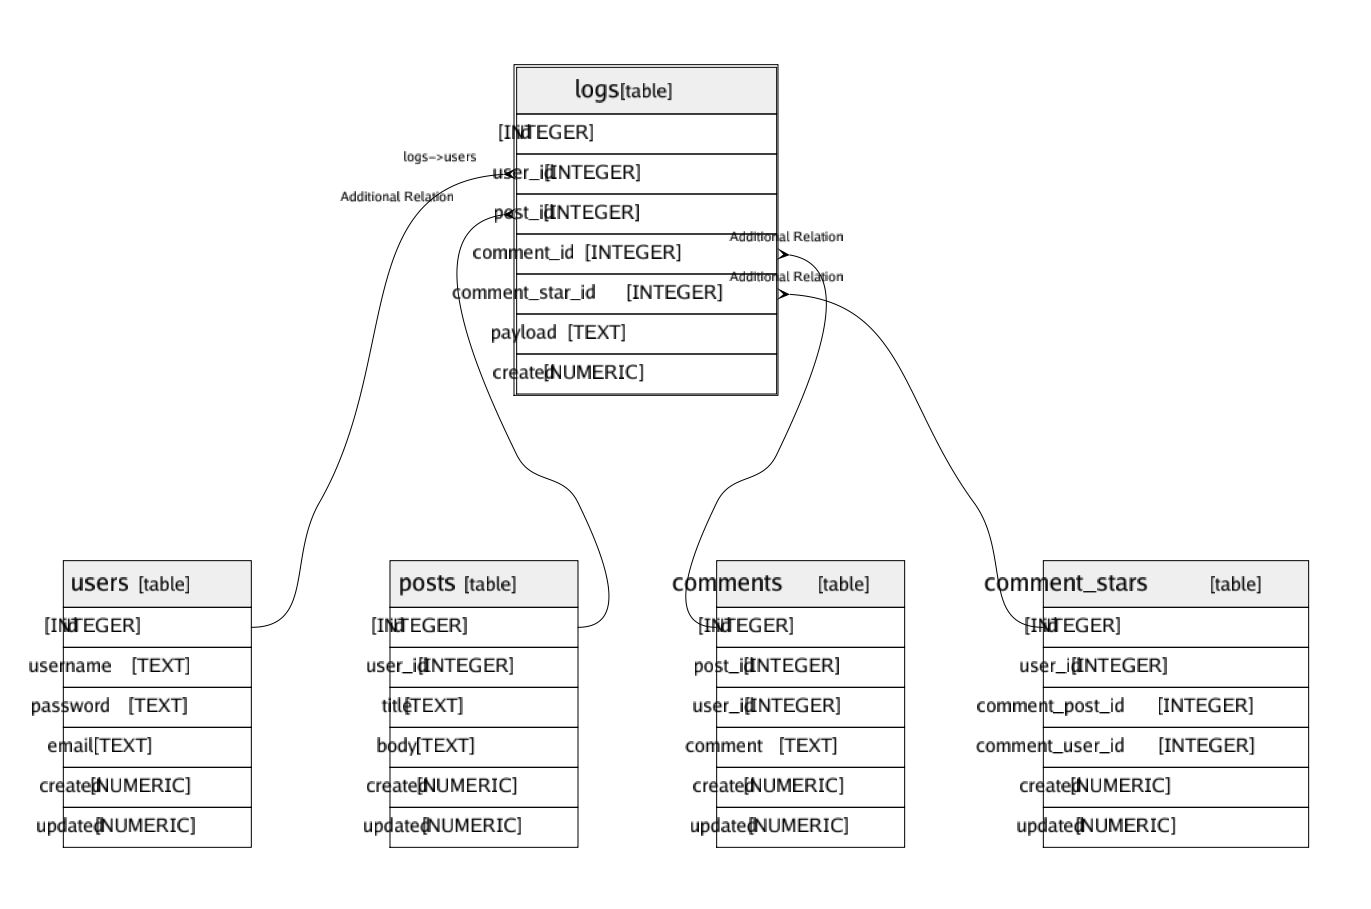 logs [table]
id [INTEGER]
logs->users
user_id [INTEGER]
Additional Relation
post_id [INTEGER]
Additional Relation
comment_id [INTEGER]
Additional Relation
comment_star_id [INTEGER]
payload [TEXT]
created [NUMERIC]
users [table]
id [INTEGER]
username [TEXT]
password [TEXT]
email [TEXT]
created [NUMERIC]
updated [NUMERIC]
posts [table]
id [INTEGER]
user_id [INTEGER]
title [TEXT]
body [TEXT]
created [NUMERIC]
updated [NUMERIC]
comments [table]
id [INTEGER]
post_id [INTEGER]
user_id [INTEGER]
comment [TEXT]
created [NUMERIC]
updated [NUMERIC]
comment_stars [table]
id [INTEGER]
user_id [INTEGER]
comment_post_id [INTEGER]
comment_user_id [INTEGER]
created [NUMERIC]
updated [NUMERIC]